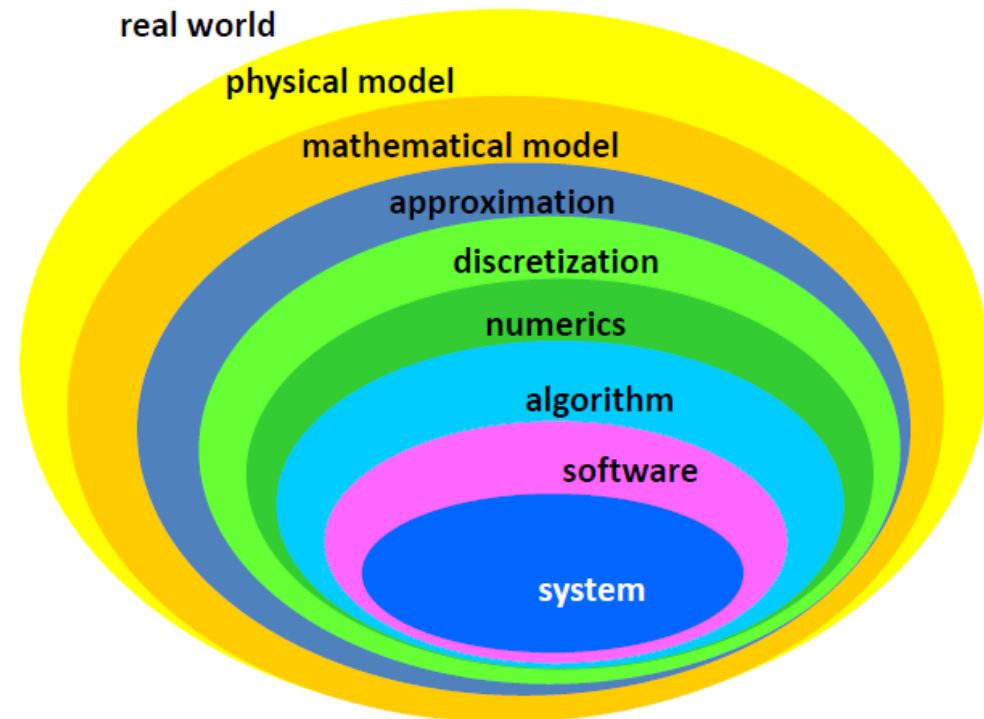 real world
physical model
mathematical model
approximation
discretization
numerics
algorithm
software
system